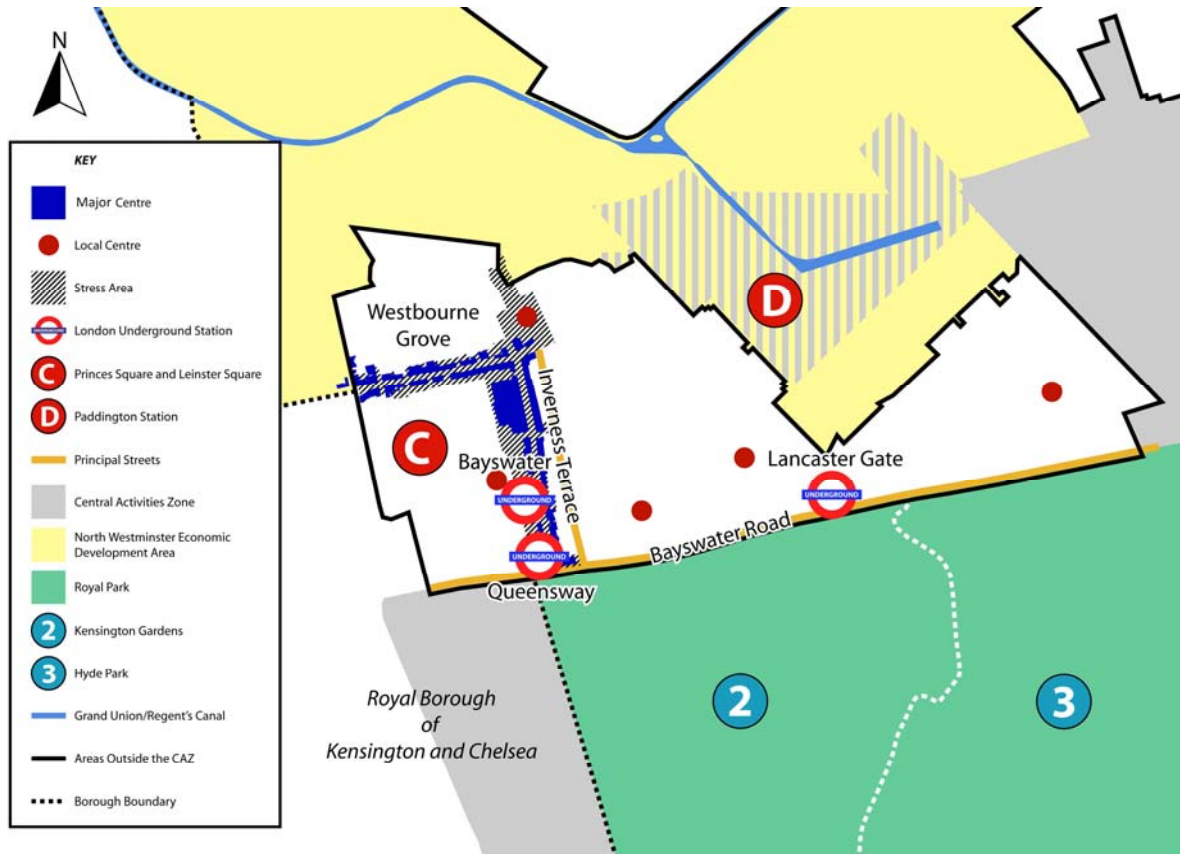 N
KEY
Major Centre
Local Centre
Stress Area
UNDERGROUND
London Underground Station
C
Princes Square and Leinster Square
D
Paddington Station
Principal Streets
Central Activities Zone
North Westminster Economic
Development Area
Royal Park
2
Kensington Gardens
3
Hyde Park
Grand Union/Regent's Canal
Areas Outside the CAZ
Borough Boundary
D
Westbourne
Grove
Inverness Terrace
C
Bayswater
UNDERGROUND
Lancaster Gate
UNDERGROUND
Bayswater Road
UNDERGROUND
Queensway
Royal Borough
of
Kensington and Chelsea
2
3